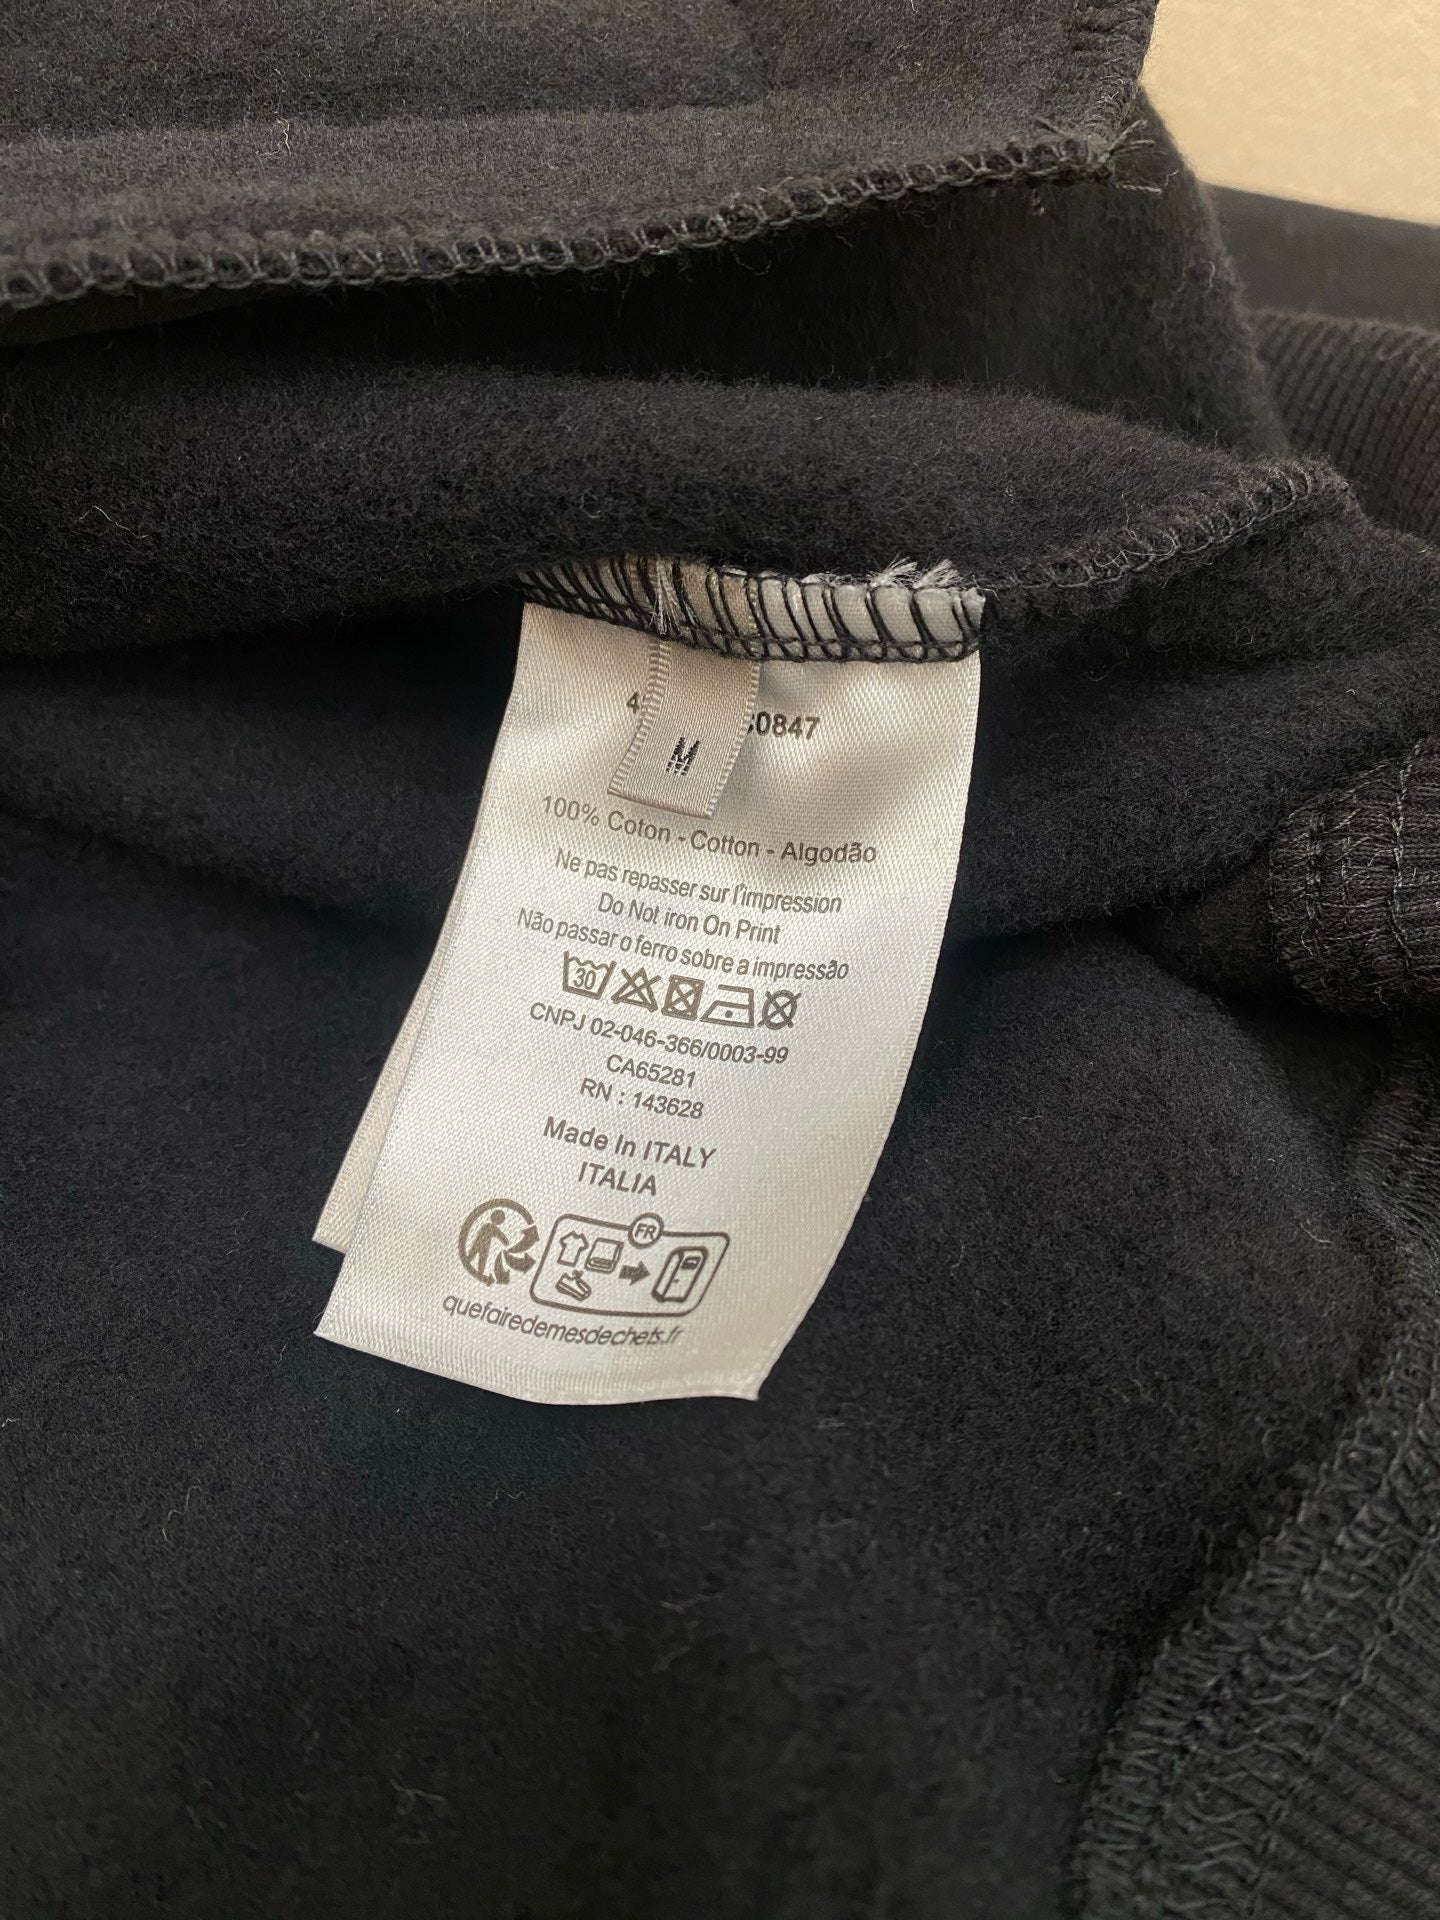 M
100% Coton - Cotton - Algodão
Ne pas repasser sur l'impression
Do Not iron On Print
Não passar o ferro sobre a impressão
30
CNPJ 02-046-366/0003-99
CA65281
RN : 143628
Made In ITALY
ITALIA
FR
quefairedemesdechets.fr